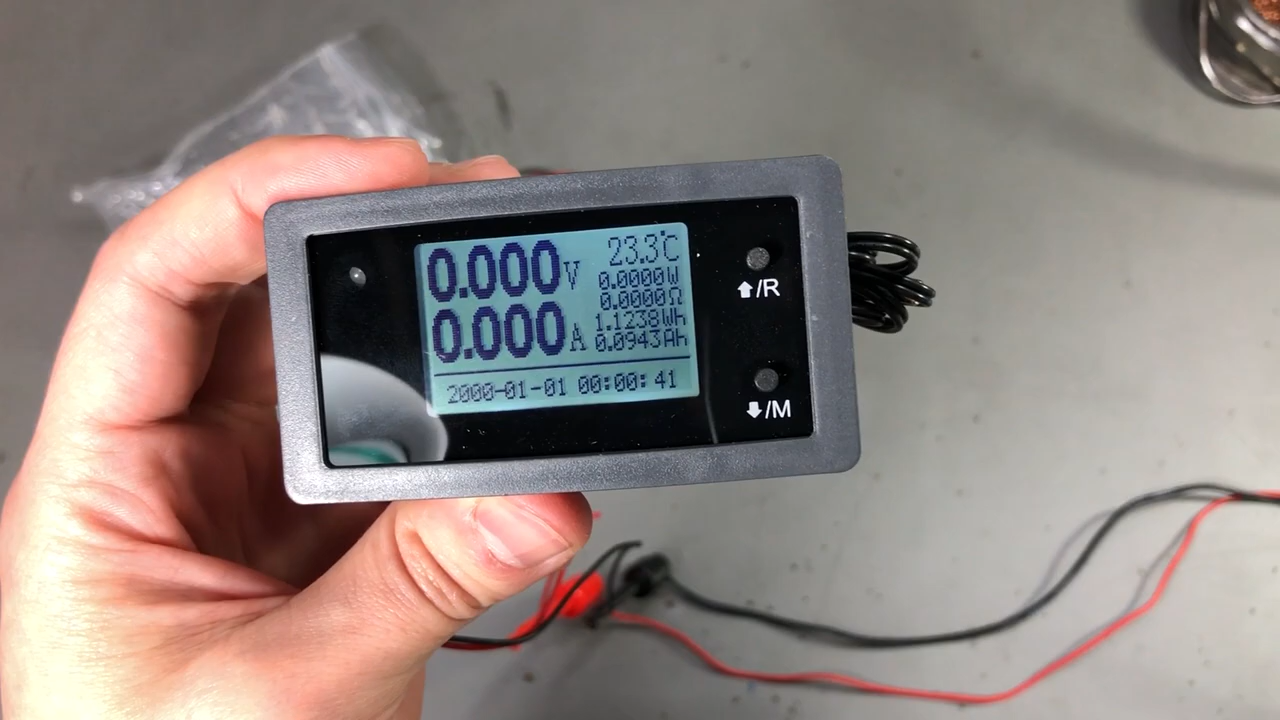 0.000V
0.000A
23.3℃
0.0000W
0.0000Ω
1.1238Wh
0.0943Ah
2000-01-01 00:00:41
⬆/R
⬇/M